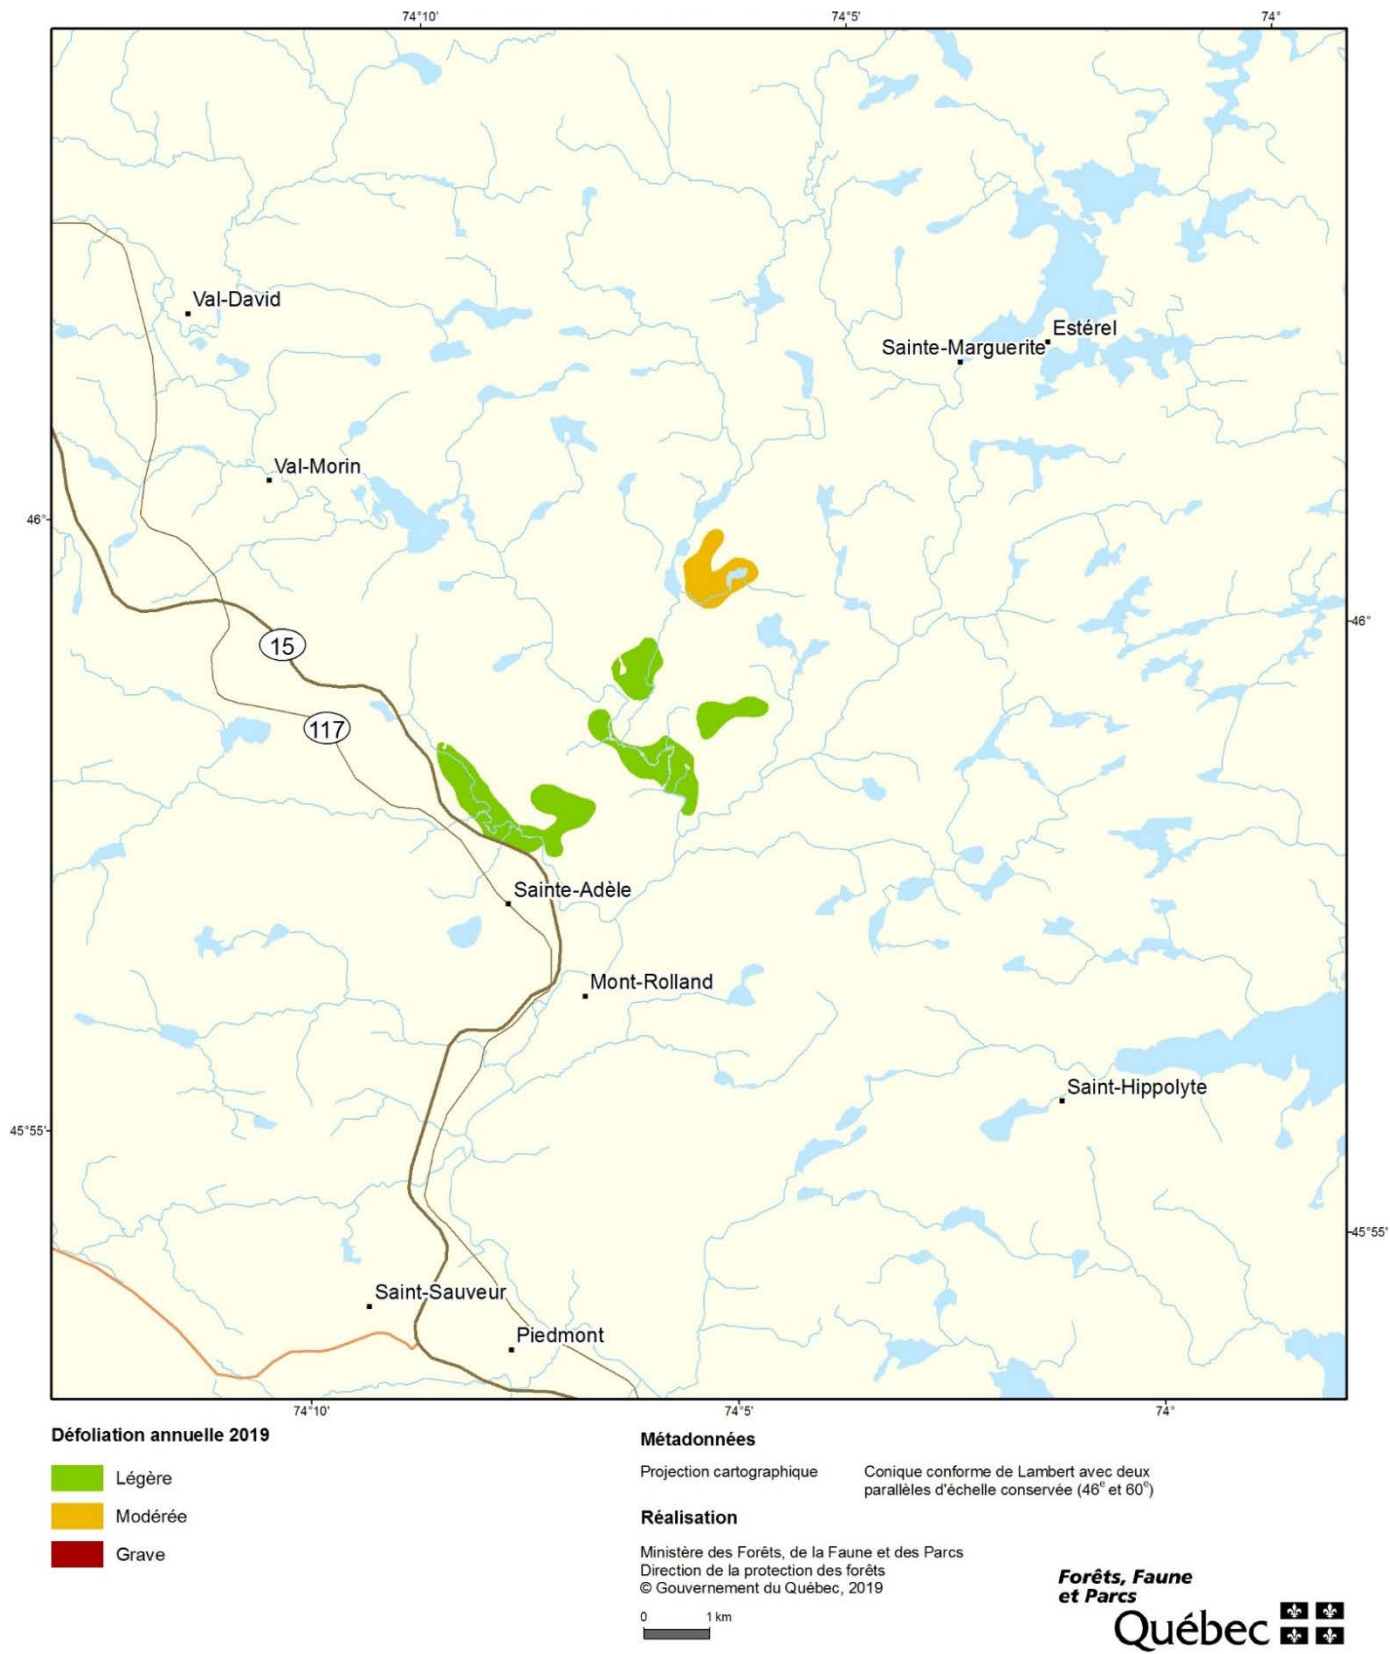 74°10'
74°5'
74°
Val-David
Estérel
Sainte-Marguerite
Val-Morin
46°
46°
15
117
Sainte-Adèle
Mont-Rolland
Saint-Hippolyte
45°55'
45°55'
Saint-Sauveur
Piedmont
74°10'
74°5'
74°
Défoliation annuelle 2019
Légère
Modérée
Grave
Métadonnées
Projection cartographique
Conique conforme de Lambert avec deux
parallèles d'échelle conservée (46e et 60e)
Réalisation
Ministère des Forêts, de la Faune et des Parcs
Direction de la protection des forêts
© Gouvernement du Québec, 2019
0 1 km
Forêts, Faune
et Parcs
Québec